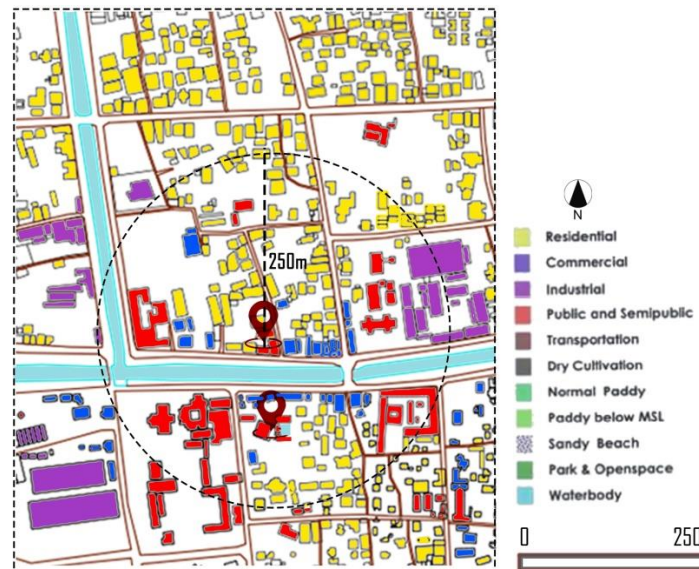 250m
N
Residential
Commercial
Industrial
Public and Semipublic
Transportation
Dry Cultivation
Normal Paddy
Paddy below MSL
Sandy Beach
Park & Openspace
Waterbody
0 250